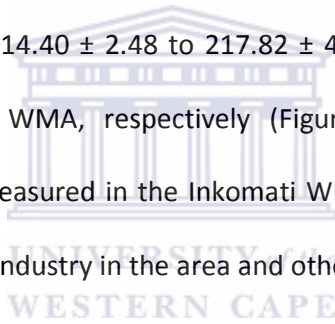 14.40 ± 2.48 to 217.82 ± 4
WMA, respectively (Figur
easured in the Inkomati W
UNIVERSITY of the
ndustry in the area and othe
WESTERN CAPE